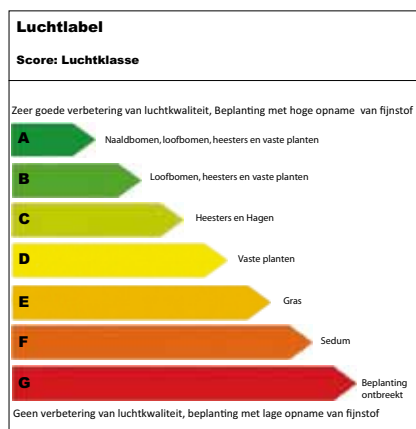 Luchtlabel
Score: Luchtklasse
Zeer goede verbetering van luchtkwaliteit, Beplanting met hoge opname van fijnstof
A Naaldbomen, loofbomen, heesters en vaste planten
B Loofbomen, heesters en vaste planten
C Heesters en Hagen
D Vaste planten
E Gras
F Sedum
G Beplanting
ontbreekt
Geen verbetering van luchtkwaliteit, beplanting met lage opname van fijnstof